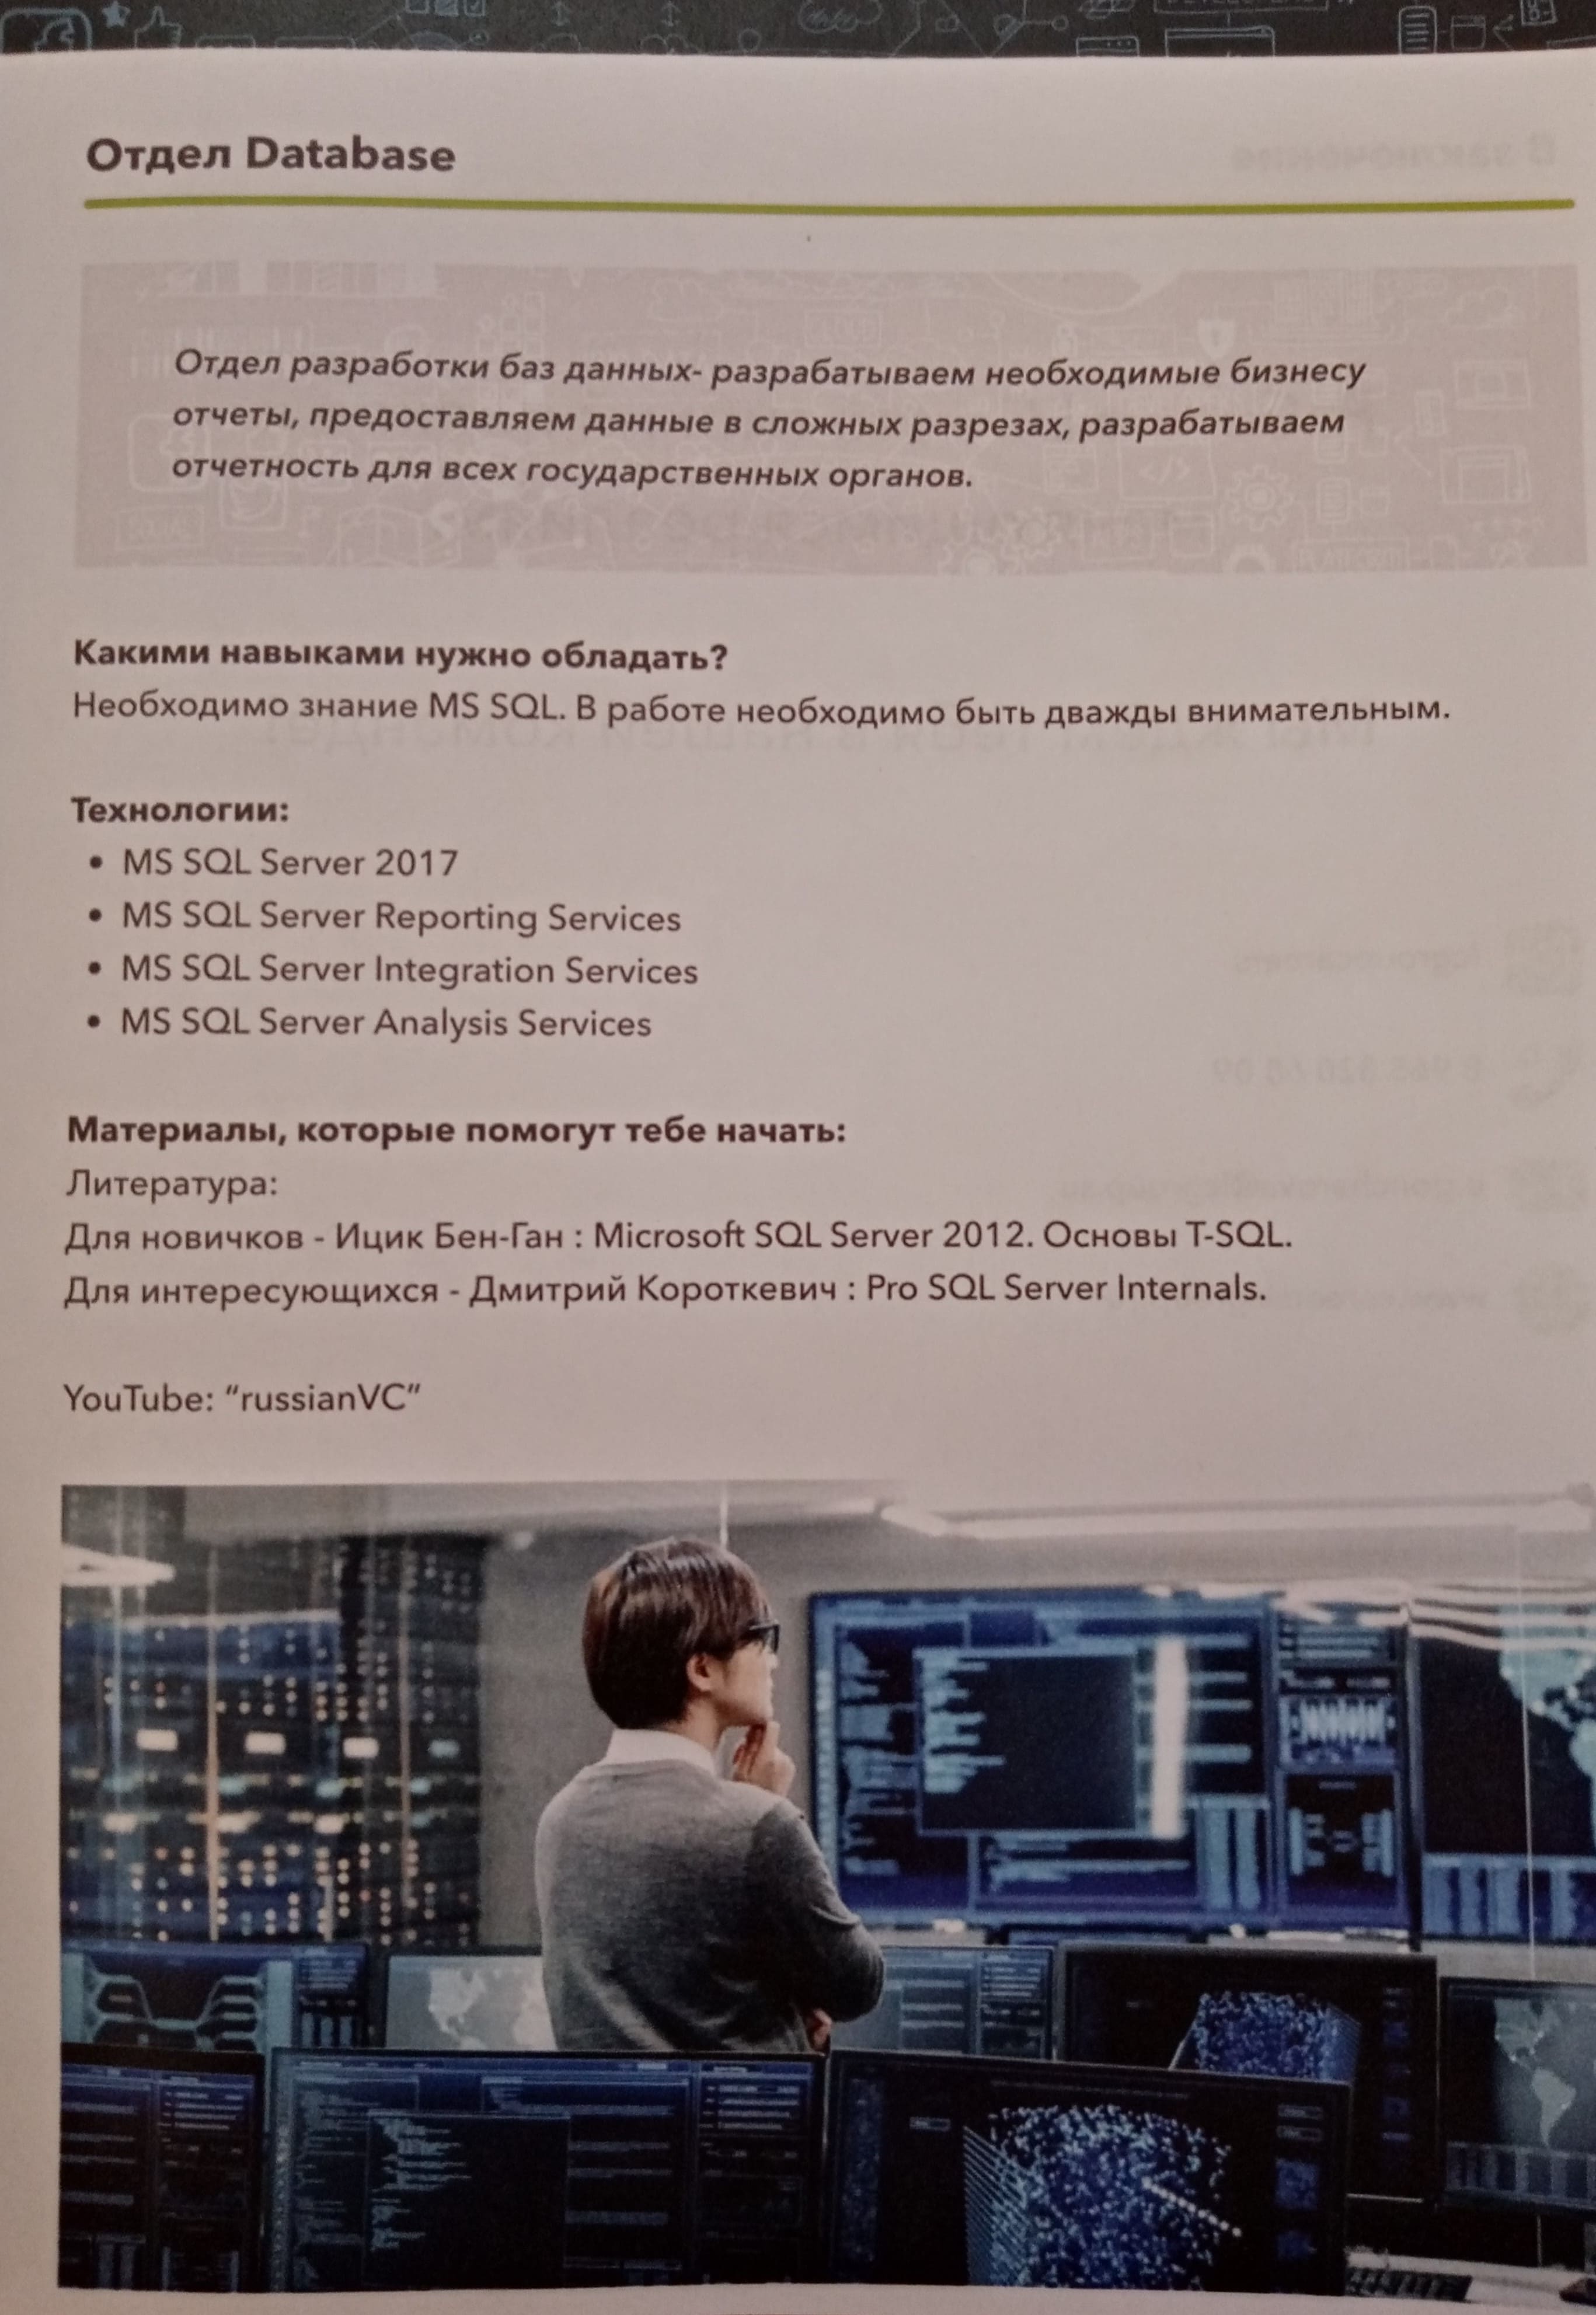 Отдел Database
Отдел разработки баз данных- разрабатываем необходимые бизнесу
отчеты, предоставляем данные в сложных разрезах, разрабатываем
отчетность для всех государственных органов.
Какими навыками нужно обладать?
Необходимо знание MS SQL. В работе необходимо быть дважды внимательным.
Технологии:
• MS SQL Server 2017
• MS SQL Server Reporting Services
• MS SQL Server Integration Services
• MS SQL Server Analysis Services
Материалы, которые помогут тебе начать:
Литература:
Для новичков - Ицик Бен-Ган : Microsoft SQL Server 2012. Основы T-SQL.
Для интересующихся - Дмитрий Короткевич : Pro SQL Server Internals.
YouTube: “russianVC”